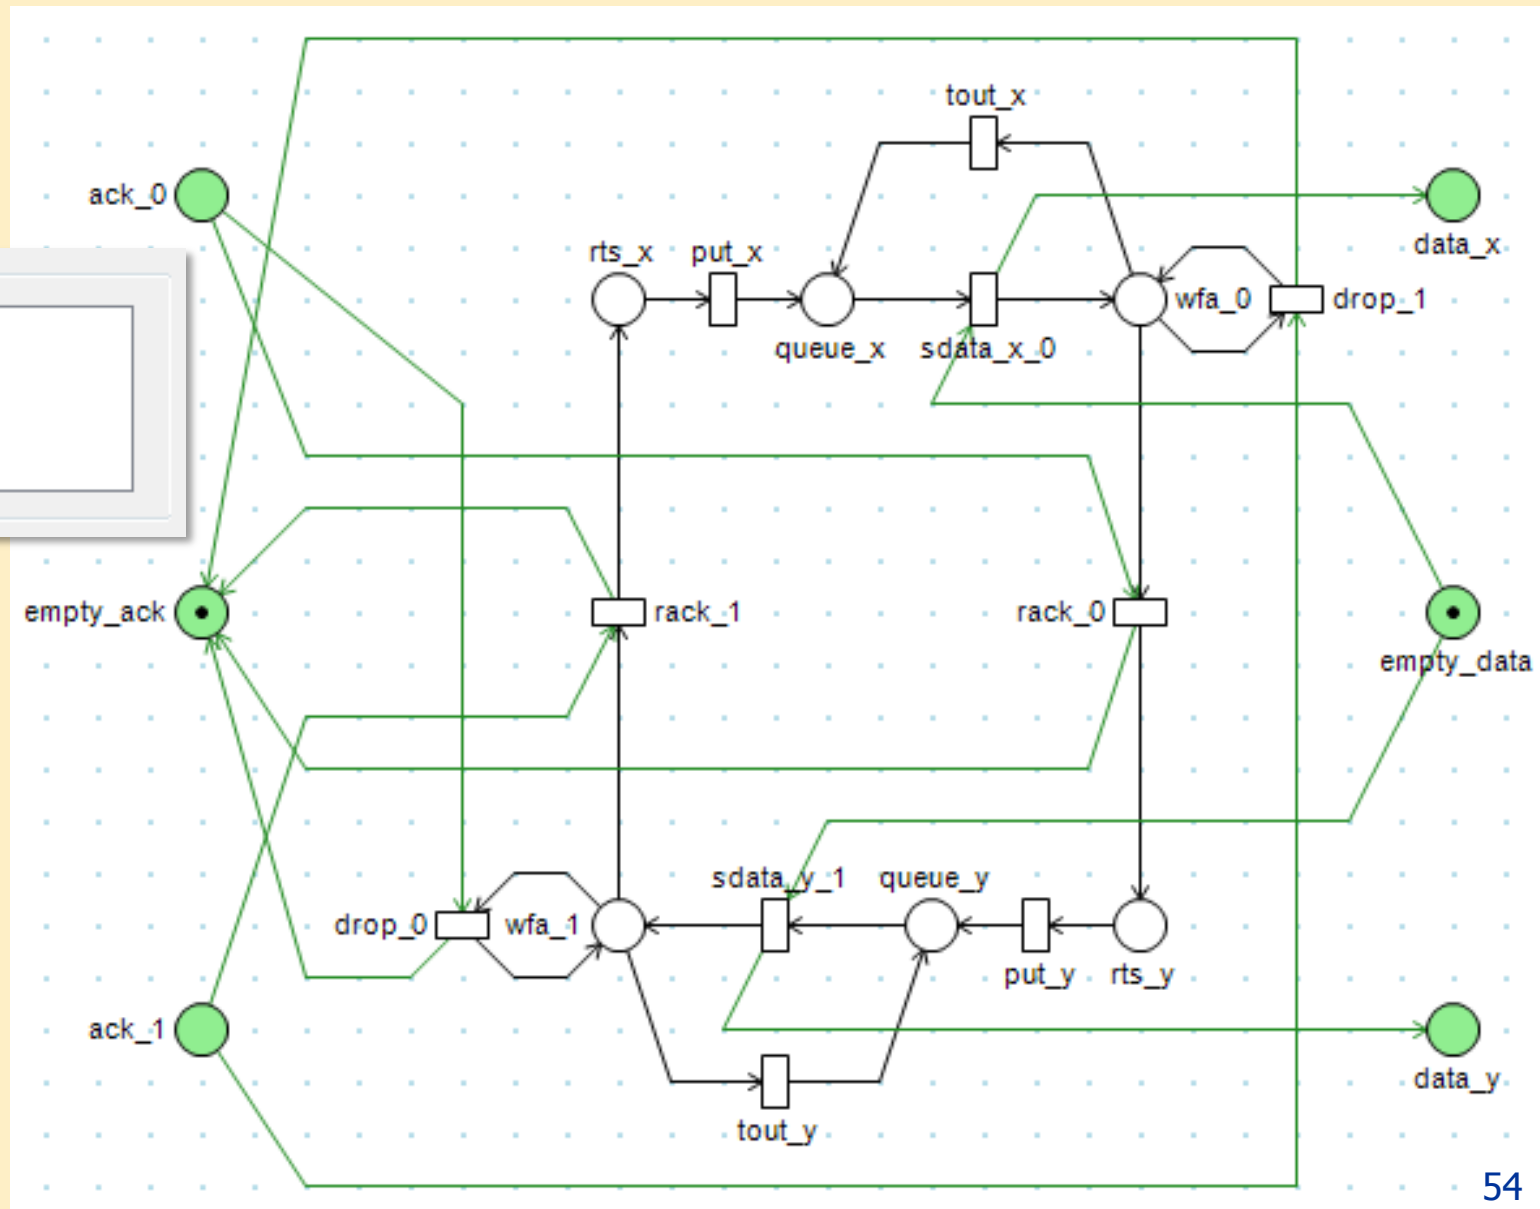 tout_x
ack_0
data_x
rts_x
put_x
wfa_0
drop_1
queue_x
sdata_x_0
empty_ack
rack_1
rack_0
empty_data
sdata_y_1
queue_y
drop_0
wfa_1
put_y
rts_y
ack_1
data_y
tout_y
54